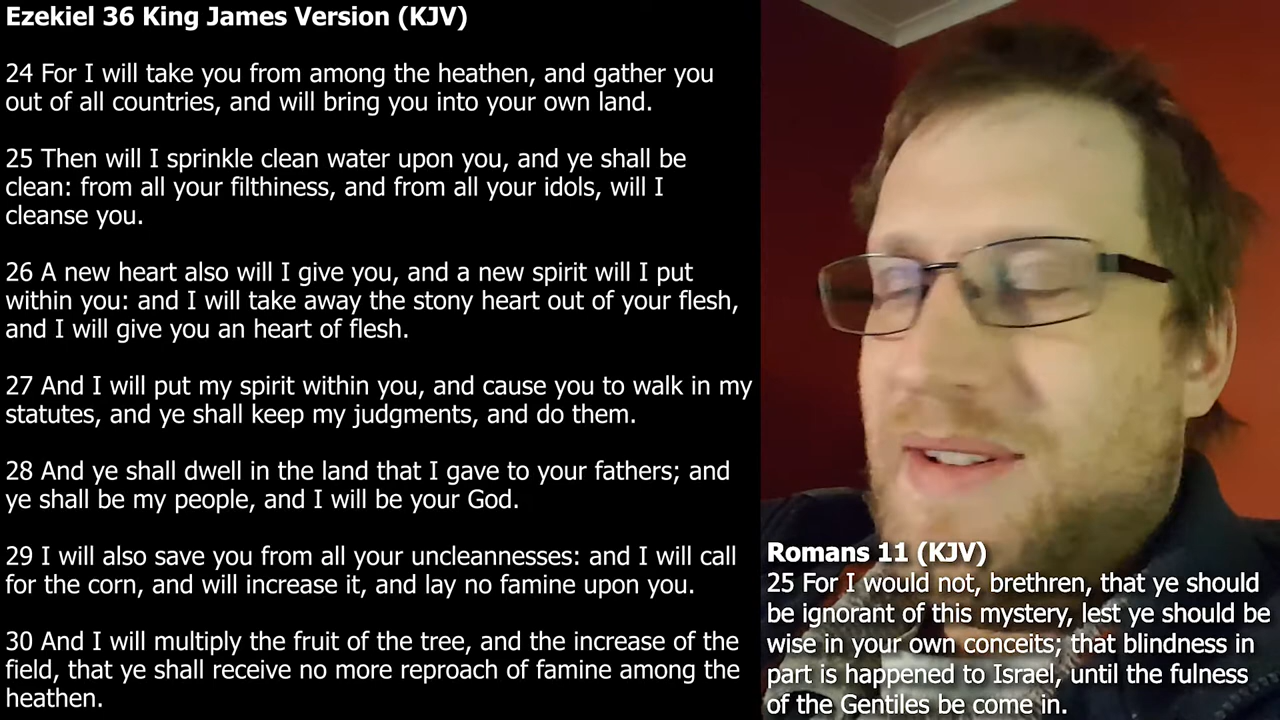 Ezekiel 36 King James Version (KJV)
24 For I will take you from among the heathen, and gather you
out of all countries, and will bring you into your own land.
25 Then will I sprinkle clean water upon you, and ye shall be
clean: from all your filthiness, and from all your idols, will I
cleanse you.
26 A new heart also will I give you, and a new spirit will I put
within you: and I will take away the stony heart out of your flesh,
and I will give you an heart of flesh.
27 And I will put my spirit within you, and cause you to walk in my
statutes, and ye shall keep my judgments, and do them.
28 And ye shall dwell in the land that I gave to your fathers; and
ye shall be my people, and I will be your God.
29 I will also save you from all your uncleannesses: and I will call
for the corn, and will increase it, and lay no famine upon you.
30 And I will multiply the fruit of the tree, and the increase of the
field, that ye shall receive no more reproach of famine among the
heathen.
Romans 11 (KJV)
25 For I would not, brethren, that ye should
be ignorant of this mystery, lest ye should be
wise in your own conceits; that blindness in
part is happened to Israel, until the fulness
of the Gentiles be come in.